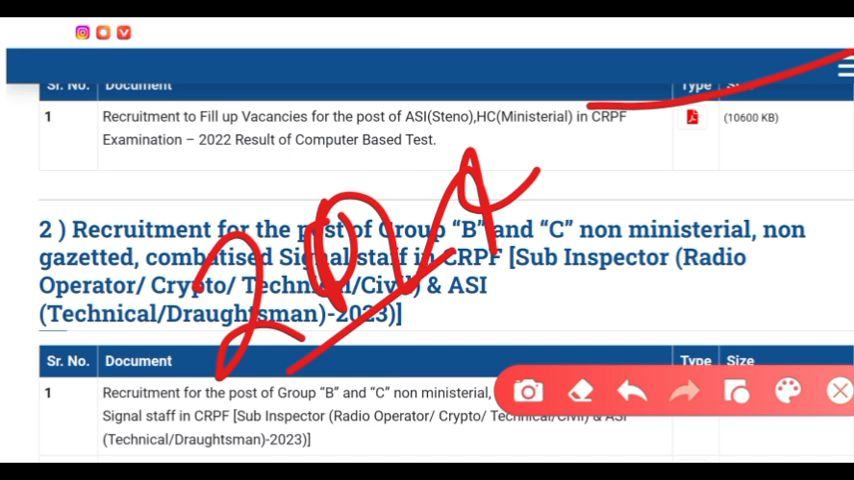 Sr. No. Document Type Size
1 Recruitment to Fill up Vacancies for the post of ASI(Steno),HC(Ministerial) in CRPF (10600 KB)
Examination – 2022 Result of Computer Based Test.
2 ) Recruitment for the post of Group “B” and “C” non ministerial, non
gazetted, combatised Signal staff in CRPF [Sub Inspector (Radio
Operator/ Crypto/ Technical/Civil) & ASI
(Technical/Draughtsman)-2023)]
Sr. No. Document Type Size
1 Recruitment for the post of Group “B” and “C” non ministerial,
Signal staff in CRPF [Sub Inspector (Radio Operator/ Crypto/ Technical/Civil) & ASI
(Technical/Draughtsman)-2023)]